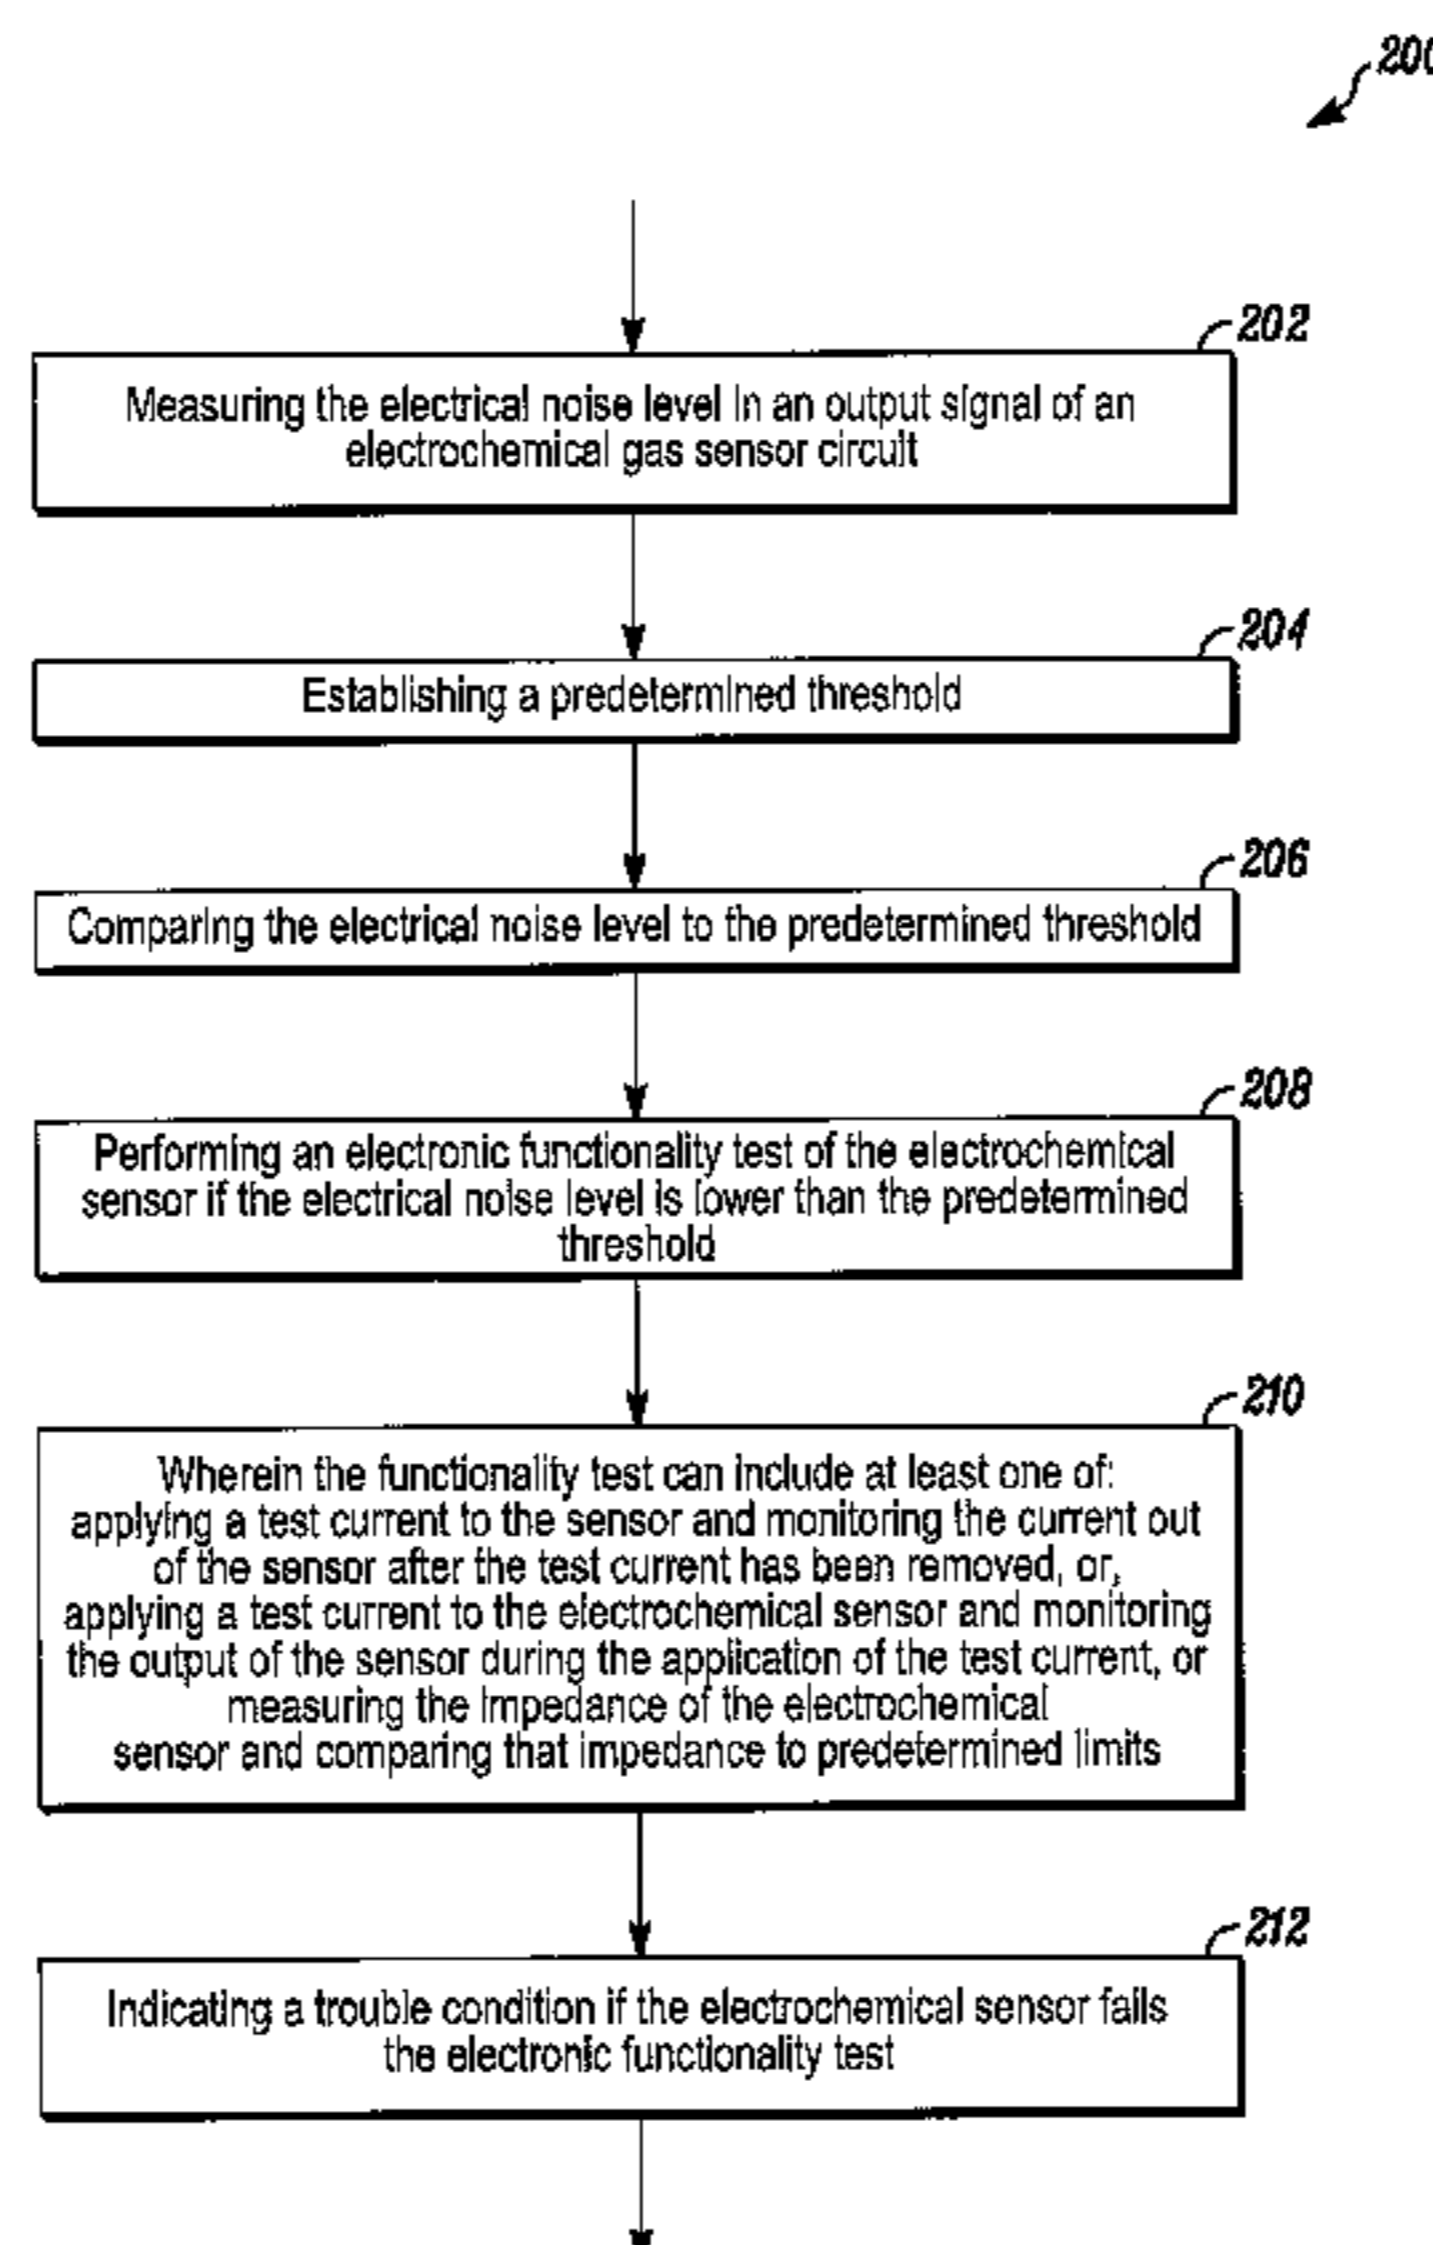 200
202
Measuring the electrical noise level in an output signal of an
electrochemical gas sensor circuit
204
Establishing a predetermined threshold
206
Comparing the electrical noise level to the predetermined threshold
208
Performing an electronic functionality test of the electrochemical
sensor if the electrical noise level is lower than the predetermined
threshold
210
Wherein the functionality test can include at least one of:
applying a test current to the sensor and monitoring the current out
of the sensor after the test current has been removed, or,
applying a test current to the electrochemical sensor and monitoring
the output of the sensor during the application of the test current, or
measuring the impedance of the electrochemical
sensor and comparing that impedance to predetermined limits
212
Indicating a trouble condition if the electrochemical sensor fails
the electronic functionality test